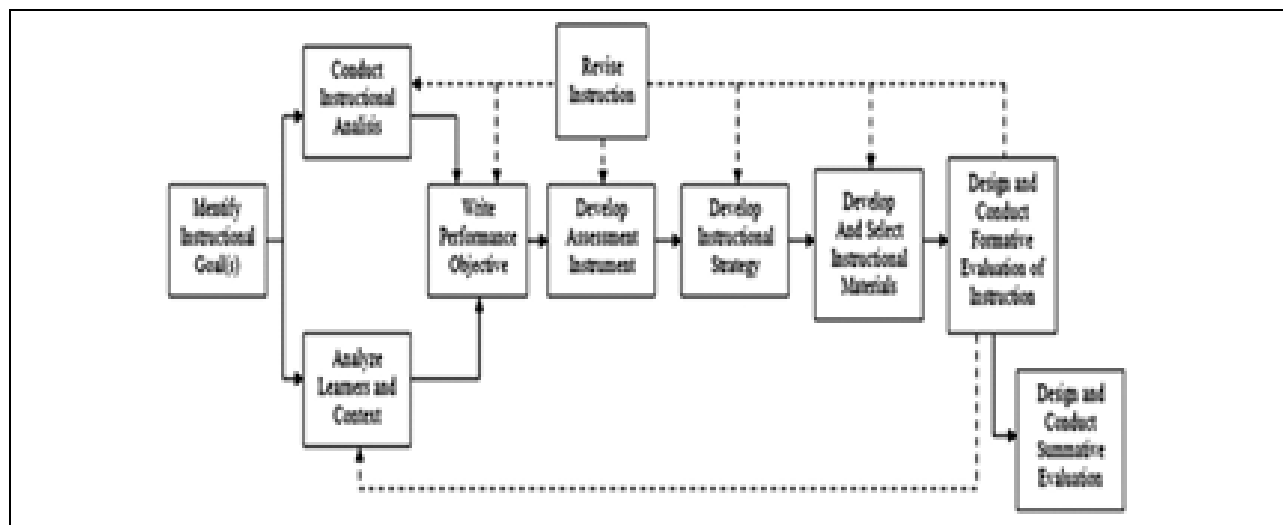 Conduct
Instructional
Analisis
Revise
Instruction
Identify
Instructional
Goal(s)
Write
Performance
Objective
Develop
Assessment
Instrument
Develop
Instructional
Strategy
Develop
And Select
Instructional
Materials
Design and
Conduct
Formative
Evaluation of
Instruction
Analyze
Learners and
Context
Design and
Conduct
Summative
Evaluation